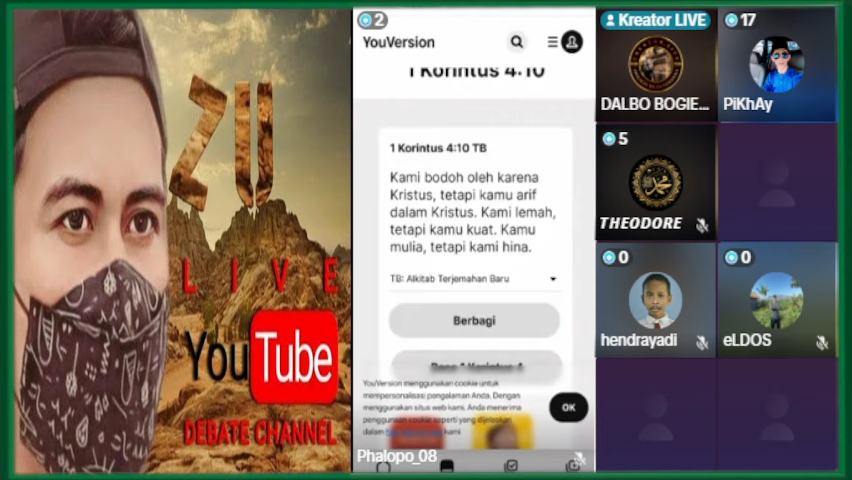 ZU
LIVE
YouTube
DEBATE CHANNEL
2
YouVersion
1 Korintus 4:10
1 Korintus 4:10 TB
Kami bodoh oleh karena
Kristus, tetapi kamu arif
dalam Kristus. Kami lemah,
tetapi kamu kuat. Kamu
mulia, tetapi kami hina.
TB: Alkitab Terjemahan Baru
Berbagi
YouVersion menggunakan cookie untuk
mempersonalisasi pengalaman Anda. Dengan
menggunakan situs web kami, Anda menerima
penggunaan cookie seperti yang dijelaskan
dalam
kami
OK
Phalopo_08
Kreator LIVE
DALBO BOGIE...
17
PiKhAy
5
THEODORE
0
hendrayadi
0
eLDOS